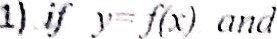 1) if y=f(x) and